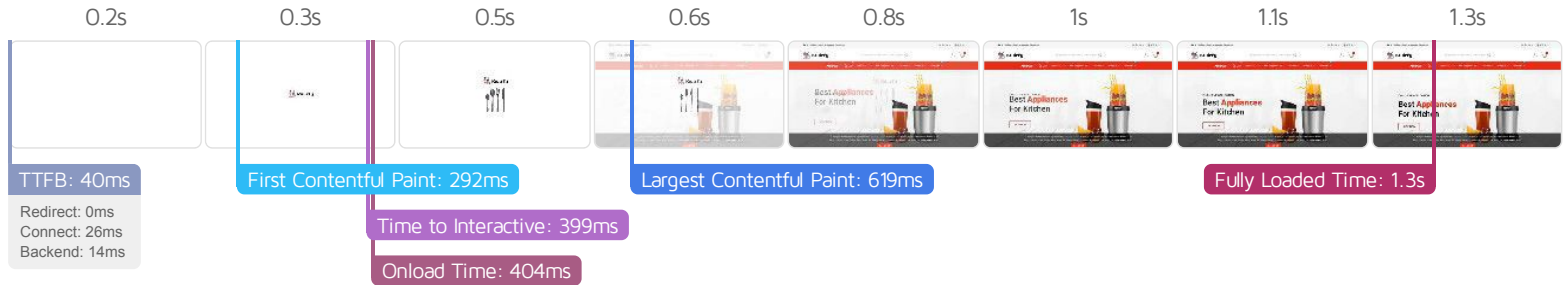 0.2s
0.3s
0.5s
0.6s
0.8s
1s
1.1s
1.3s
Best Appliances
For Kitchen
Best Appliances
For Kitchen
Best Appliances
For Kitchen
Best Appliances
For Kitchen
TTFB: 40ms
First Contentful Paint: 292ms
Largest Contentful Paint: 619ms
Fully Loaded Time: 1.3s
Redirect: 0ms
Connect: 26ms
Backend: 14ms
Time to Interactive: 399ms
Onload Time: 404ms